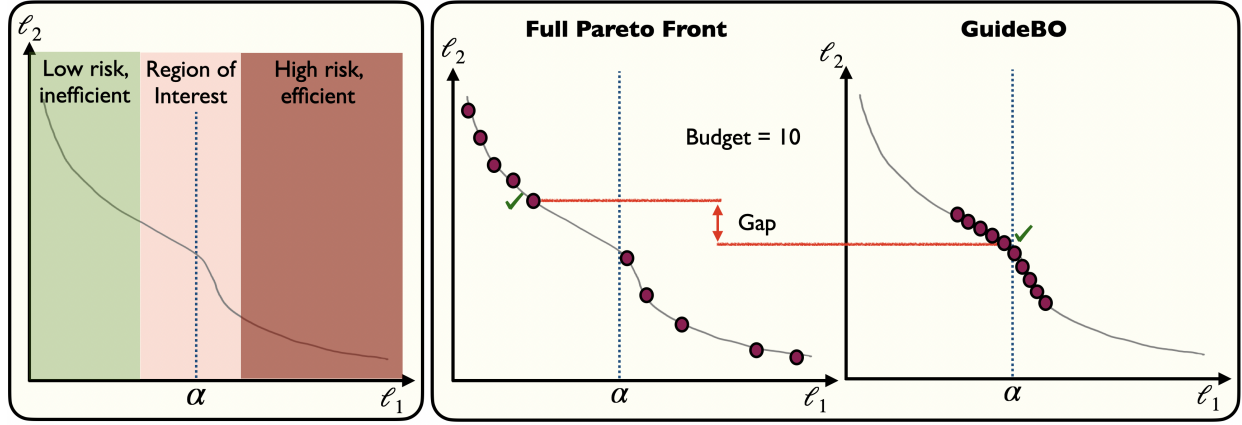 ℓ₂
Low risk,
inefficient
Region of
Interest
High risk,
efficient
α
ℓ₁
Full Pareto Front
ℓ₂
Budget = 10
Gap
α
ℓ₁
GuideBO
ℓ₂
α
ℓ₁